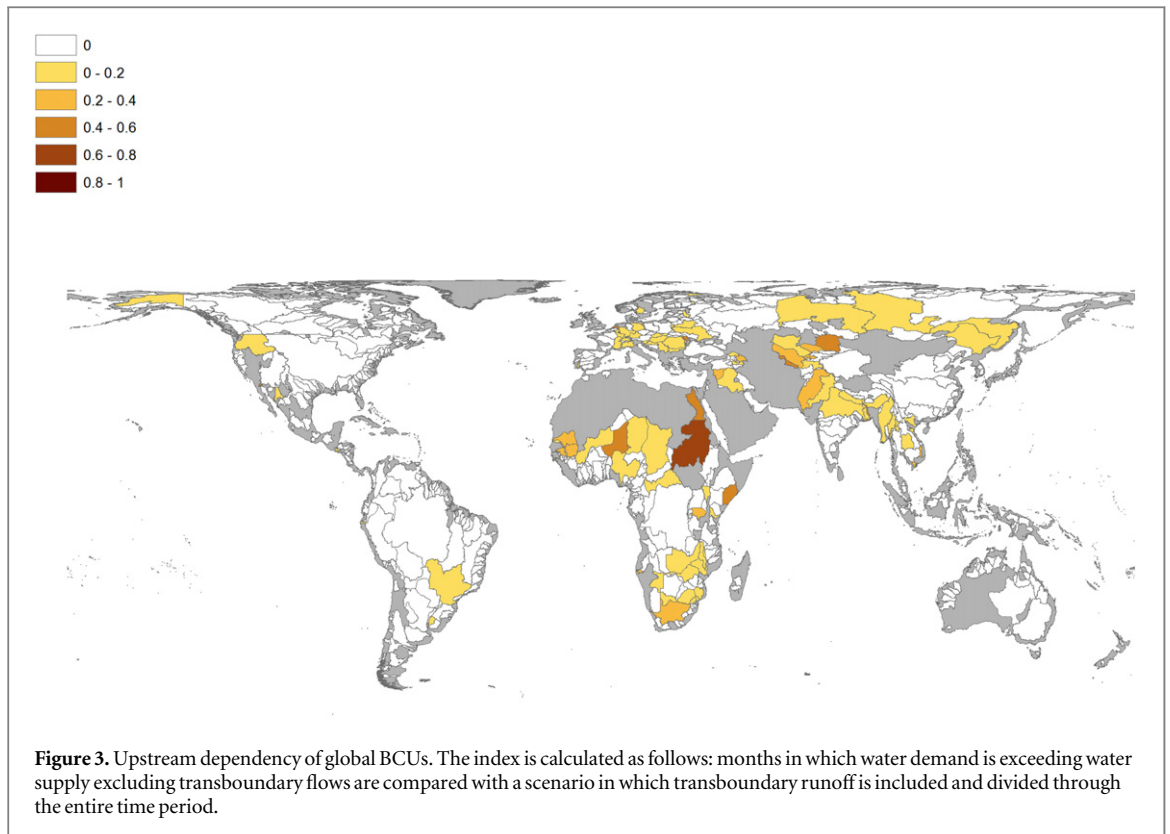 0
0 - 0.2
0.2 - 0.4
0.4 - 0.6
0.6 - 0.8
0.8 - 1
Figure 3. Upstream dependency of global BCUs. The index is calculated as follows: months in which water demand is exceeding water
supply excluding transboundary flows are compared with a scenario in which transboundary runoff is included and divided through
the entire time period.